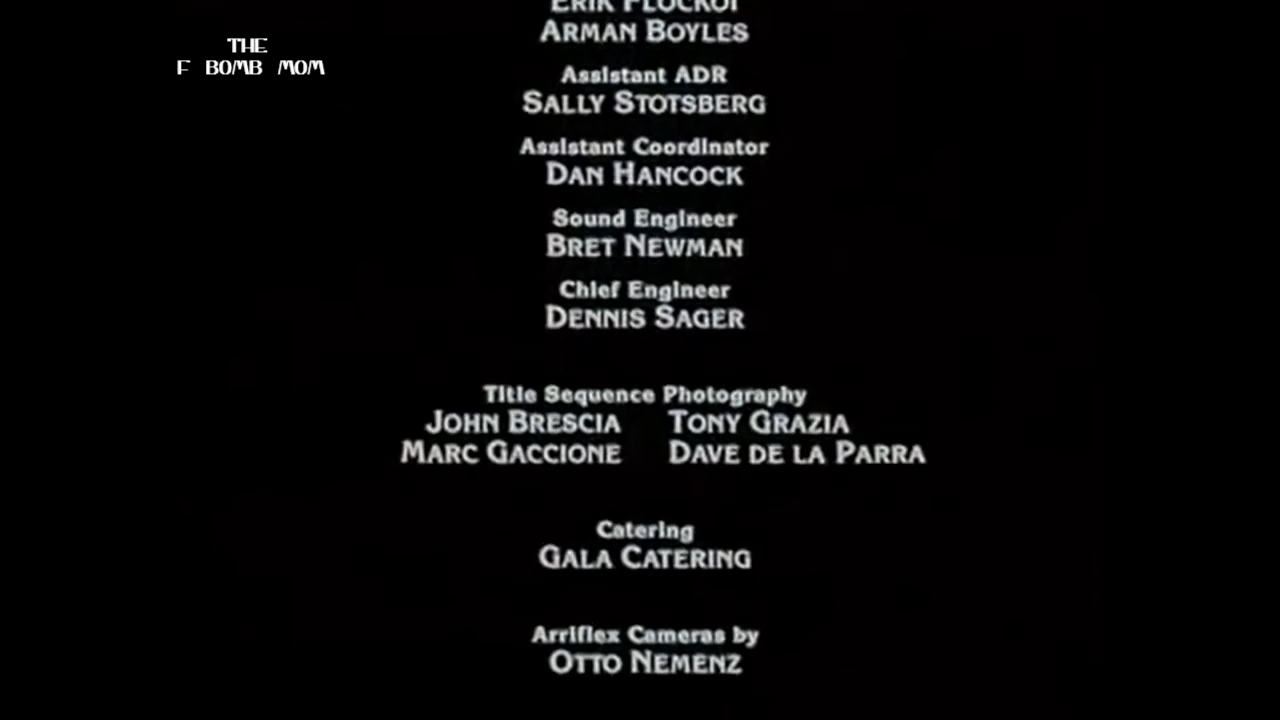 THE
F BOMB MOM
ERIK
ARMAN BOYLES
Assistant ADR
SALLY STOTSBERG
Assistant Coordinator
DAN HANCOCK
Sound Engineer
BRET NEWMAN
Chief Engineer
DENNIS SAGER
Title Sequence Photography
JOHN BRESCIA TONY GRAZIA
MARC GACCIONE DAVE DE LA PARRA
Catering
GALA CATERING
Arriflex Cameras by
OTTO NEMENZ